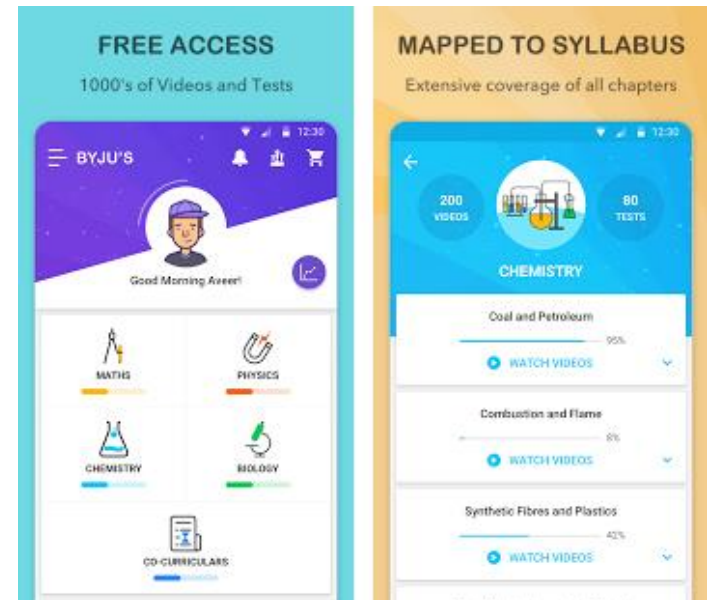 FREE ACCESS
1000's of Videos and Tests
12:30
BYJU'S
Good Morning Aveer!
MATHS
PHYSICS
CHEMISTRY
BIOLOGY
CO-CURRICULARS
MAPPED TO SYLLABUS
Extensive coverage of all chapters
12:30
200
VIDEOS
80
TESTS
CHEMISTRY
Coal and Petroleum
95%
WATCH VIDEOS
Combustion and Flame
8%
WATCH VIDEOS
Synthetic Fibres and Plastics
42%
WATCH VIDEOS